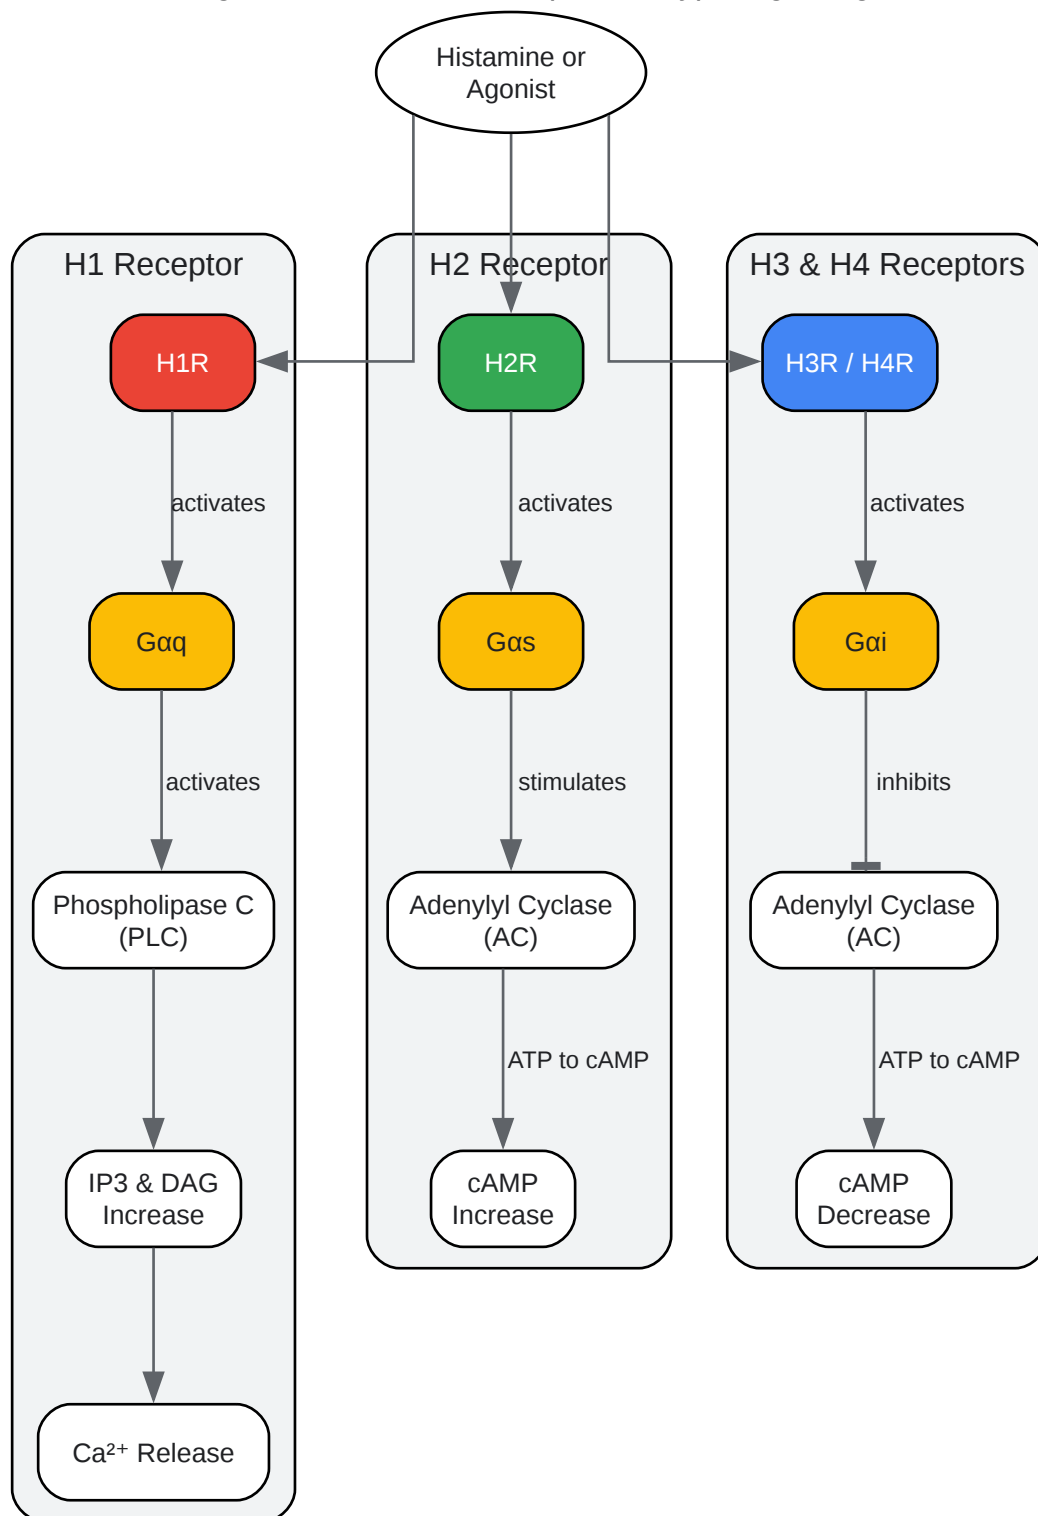 Histamine or
Agonist
H1 Receptor
H2 Receptor
H3 & H4 Receptors
H1R
H2R
H3R / H4R
activates
activates
activates
Gαq
Gαs
Gαi
activates
stimulates
inhibits
Phospholipase C
(PLC)
Adenylyl Cyclase
(AC)
Adenylyl Cyclase
(AC)
ATP to cAMP
ATP to cAMP
IP3 & DAG
Increase
cAMP
Increase
cAMP
Decrease
Ca²⁺ Release